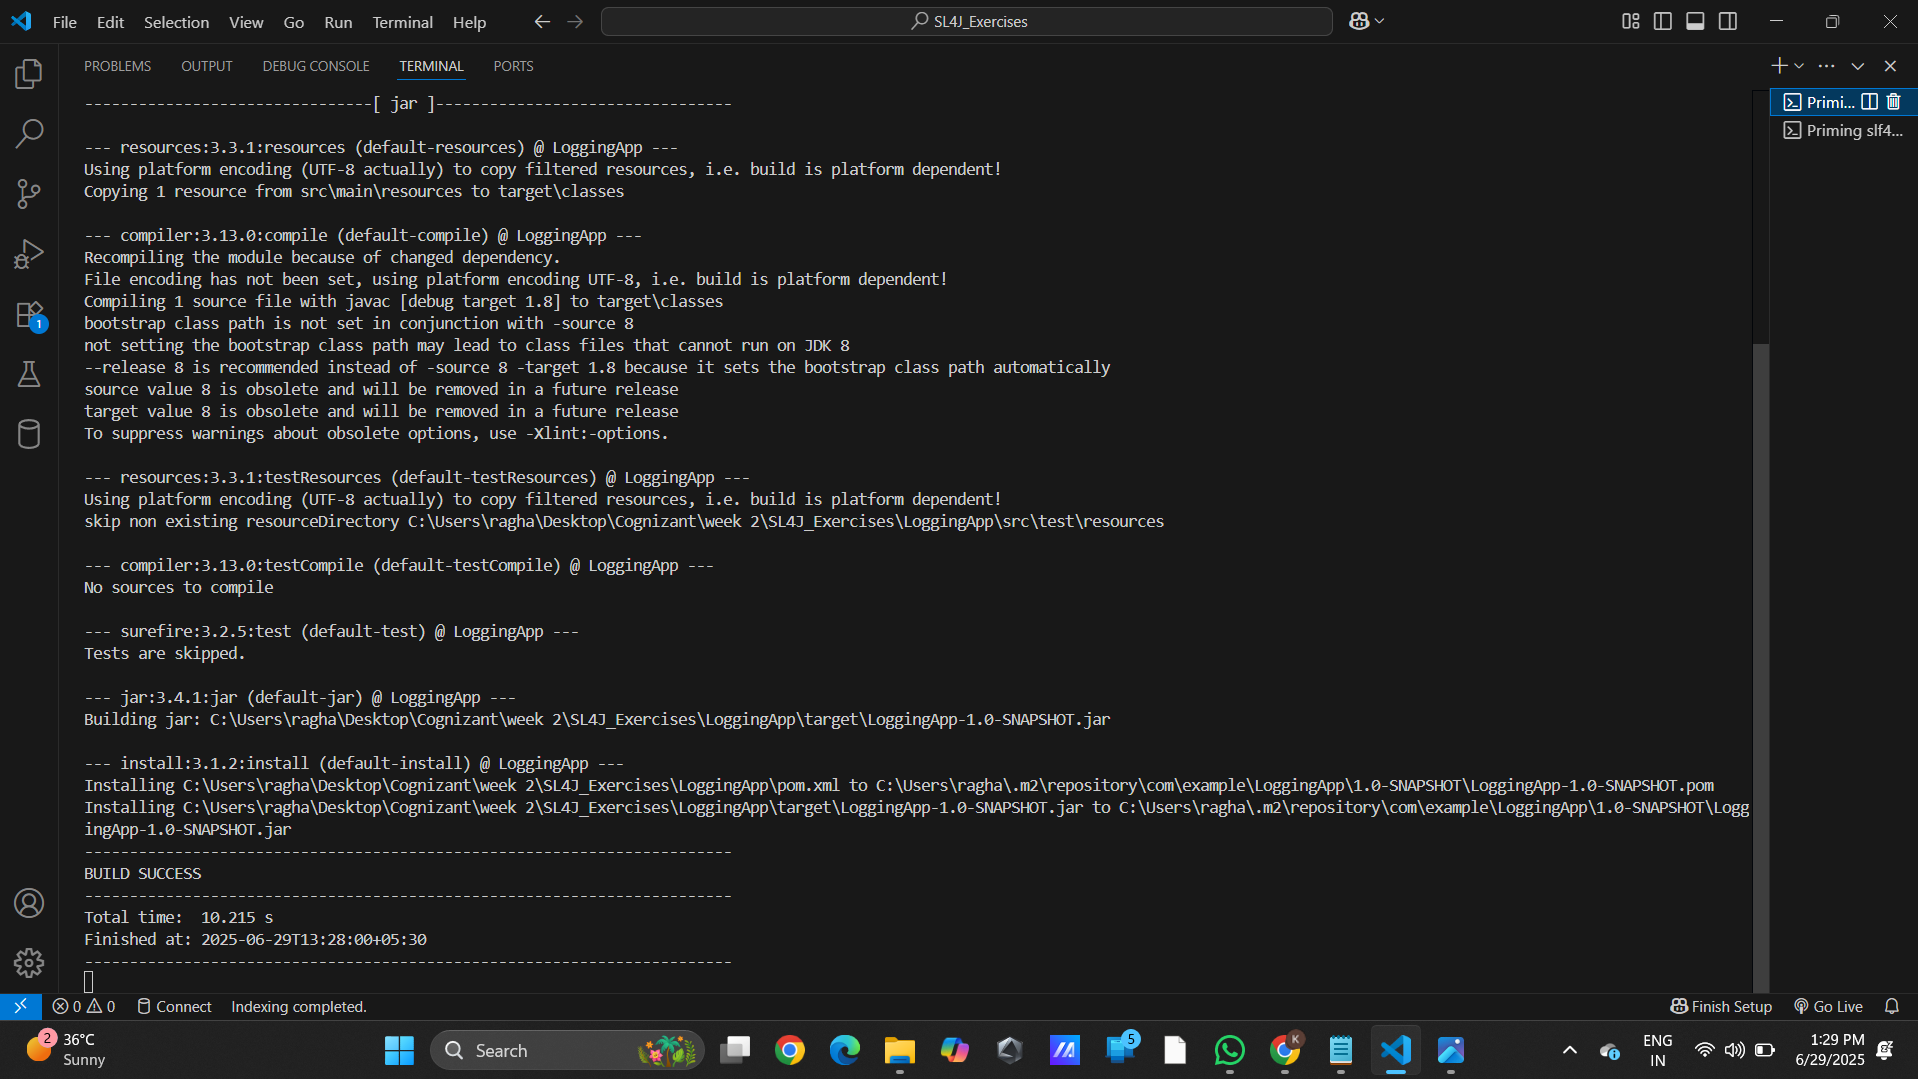 File Edit Selection View Go Run Terminal Help
SL4J_Exercises
PROBLEMS OUTPUT DEBUG CONSOLE TERMINAL PORTS
Primi...
Priming slf4...
--------------------------------[ jar ]---------------------------------
--- resources:3.3.1:resources (default-resources) @ LoggingApp ---
Using platform encoding (UTF-8 actually) to copy filtered resources, i.e. build is platform dependent!
Copying 1 resource from src\main\resources to target\classes
--- compiler:3.13.0:compile (default-compile) @ LoggingApp ---
Recompiling the module because of changed dependency.
File encoding has not been set, using platform encoding UTF-8, i.e. build is platform dependent!
Compiling 1 source file with javac [debug target 1.8] to target\classes
bootstrap class path is not set in conjunction with -source 8
not setting the bootstrap class path may lead to class files that cannot run on JDK 8
--release 8 is recommended instead of -source 8 -target 1.8 because it sets the bootstrap class path automatically
source value 8 is obsolete and will be removed in a future release
target value 8 is obsolete and will be removed in a future release
To suppress warnings about obsolete options, use -Xlint:-options.
--- resources:3.3.1:testResources (default-testResources) @ LoggingApp ---
Using platform encoding (UTF-8 actually) to copy filtered resources, i.e. build is platform dependent!
skip non existing resourceDirectory C:\Users\ragha\Desktop\Cognizant\week 2\SL4J_Exercises\LoggingApp\src\test\resources
--- compiler:3.13.0:testCompile (default-testCompile) @ LoggingApp ---
No sources to compile
--- surefire:3.2.5:test (default-test) @ LoggingApp ---
Tests are skipped.
--- jar:3.4.1:jar (default-jar) @ LoggingApp ---
Building jar: C:\Users\ragha\Desktop\Cognizant\week 2\SL4J_Exercises\LoggingApp\target\LoggingApp-1.0-SNAPSHOT.jar
--- install:3.1.2:install (default-install) @ LoggingApp ---
Installing C:\Users\ragha\Desktop\Cognizant\week 2\SL4J_Exercises\LoggingApp\pom.xml to C:\Users\ragha\.m2\repository\com\example\LoggingApp\1.0-SNAPSHOT\LoggingApp-1.0-SNAPSHOT.pom
Installing C:\Users\ragha\Desktop\Cognizant\week 2\SL4J_Exercises\LoggingApp\target\LoggingApp-1.0-SNAPSHOT.jar to C:\Users\ragha\.m2\repository\com\example\LoggingApp\1.0-SNAPSHOT\Logg
ingApp-1.0-SNAPSHOT.jar
------------------------------------------------------------------------
BUILD SUCCESS
------------------------------------------------------------------------
Total time:  10.215 s
Finished at: 2025-06-29T13:28:00+05:30
------------------------------------------------------------------------
1
0 0 Connect Indexing completed. Finish Setup Go Live
2 36°C
Sunny
Search
5
K
ENG
IN
1:29 PM
6/29/2025